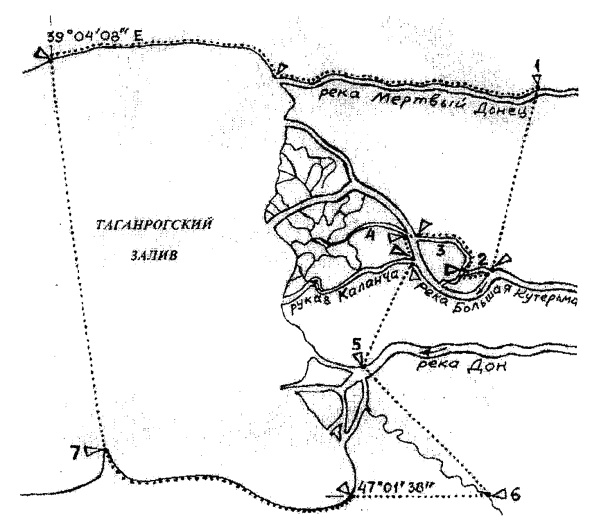 39°04'08" E
1
река Мертвый Донец
ТАГАНРОГСКИЙ
ЗАЛИВ
4
3
2
рукав Каланча
река Большая Кутерьма
5
река Дон
7
47°01'38"
6